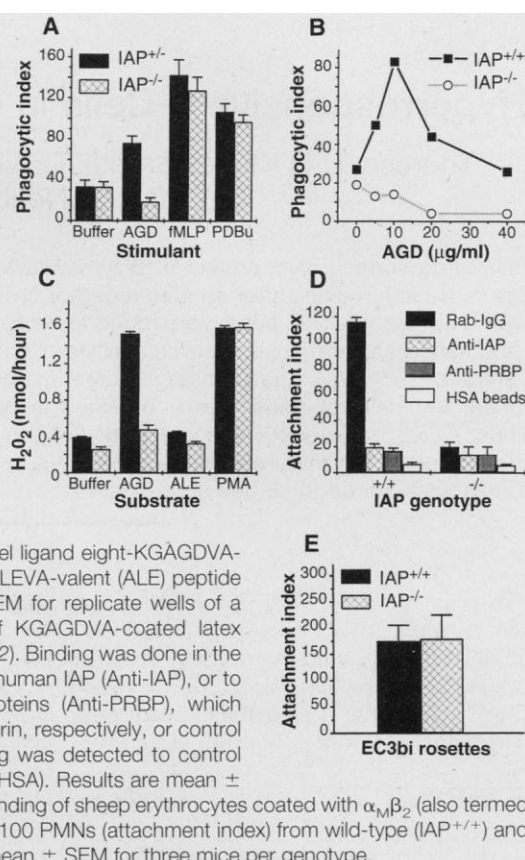 A
IAP+/-
IAP-/-
Phagocytic index
160
120
80
40
0
Buffer AGD fMLP PDBu
Stimulant
B
IAP+/+
IAP-/-
Phagocytic index
80
60
40
20
0
0 10 20 30 40
AGD (μg/ml)
C
H2O2 (nmol/hour)
1.6
1.2
0.8
0.4
0
Buffer AGD ALE PMA
Substrate
D
Rab-IgG
Anti-IAP
Anti-PRBP
HSA beads
Attachment index
120
100
80
60
40
20
0
+/+ -/-
IAP genotype
el ligand eight-KGAGDVA-
LEVA-valent (ALE) peptide
EM for replicate wells of a
f KGAGDVA-coated latex
2). Binding was done in the
human IAP (Anti-IAP), or to
oteins (Anti-PRBP), which
rin, respectively, or control
g was detected to control
HSA). Results are mean ±
E
IAP+/+
IAP-/-
Attachment index
300
250
200
150
100
50
0
EC3bi rosettes
nding of sheep erythrocytes coated with αMβ2 (also termed
100 PMNs (attachment index) from wild-type (IAP+/+) and
ean ± SEM for three mice per genotype.